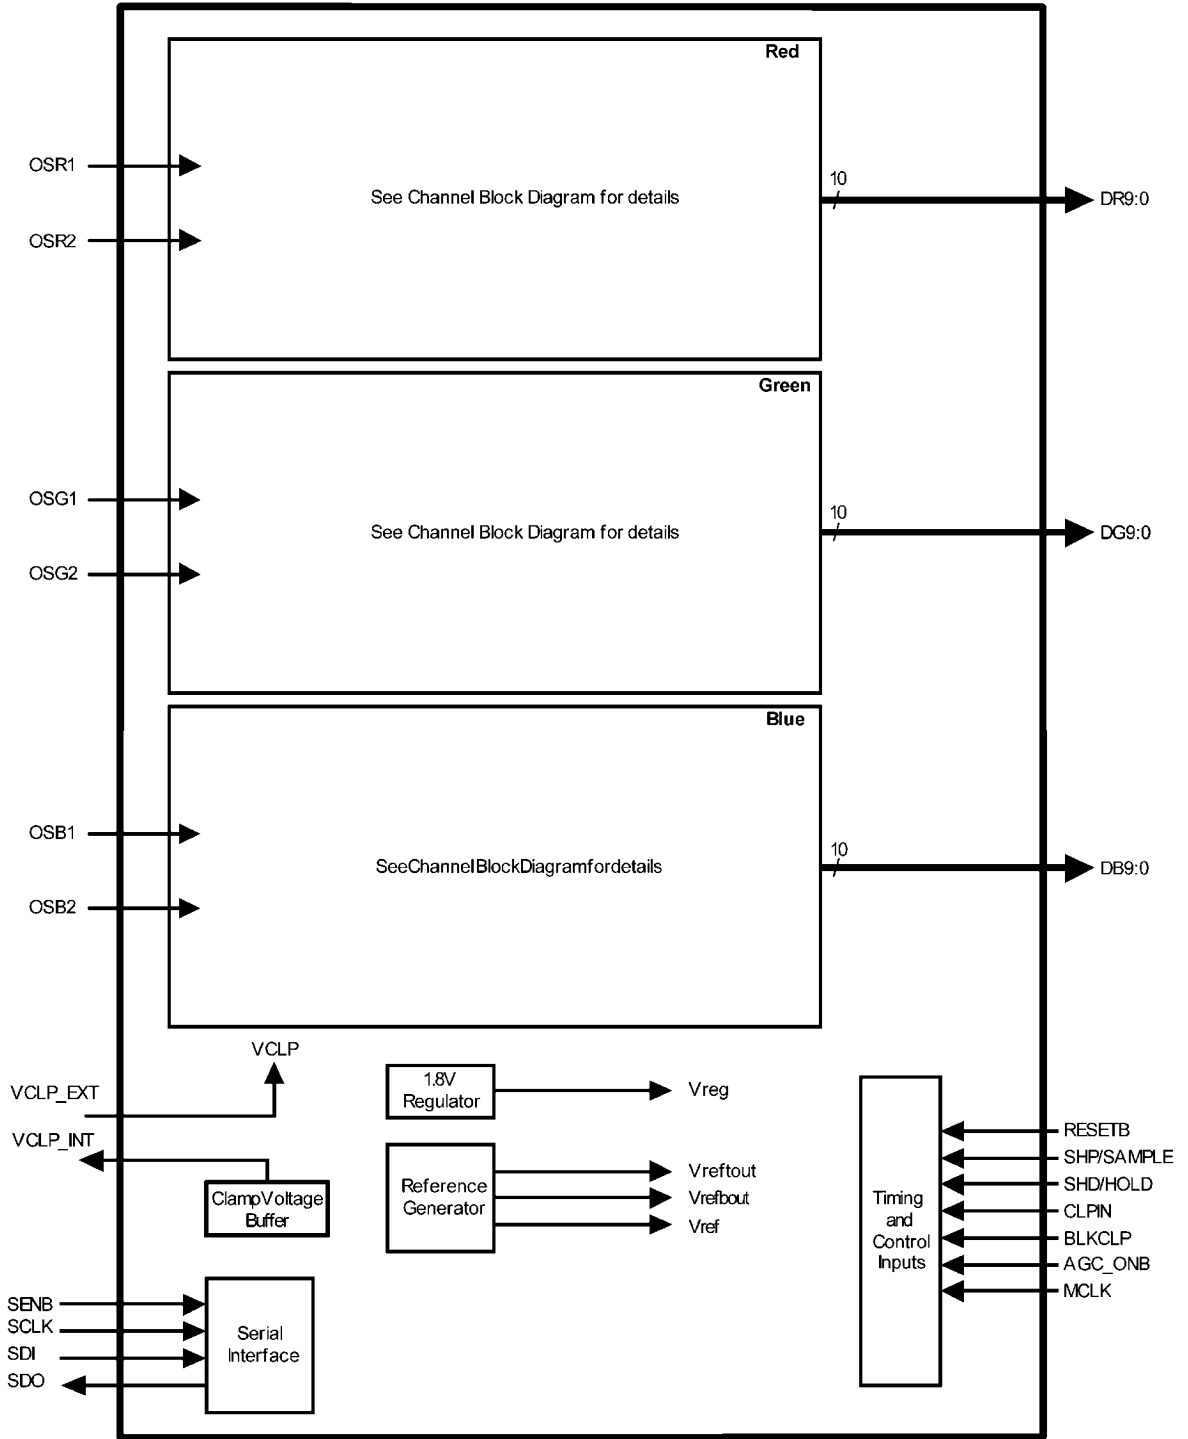 Red
OSR1
See Channel Block Diagram for details
10
DR9:0
OSR2
Green
OSG1
See Channel Block Diagram for details
10
DG9:0
OSG2
Blue
OSB1
SeeChannelBlockDiagramfordetails
10
DB9:0
OSB2
VCLP
VCLP_EXT
VCLP_INT
ClampVoltage
Buffer
1.8V
Regulator
Vreg
Reference
Generator
Vreftout
Vrefbout
Vref
Timing
and
Control
Inputs
RESETB
SHP/SAMPLE
SHD/HOLD
CLPIN
BLKCLP
AGC_ONB
MCLK
SENB
SCLK
SDI
SDO
Serial
Interface